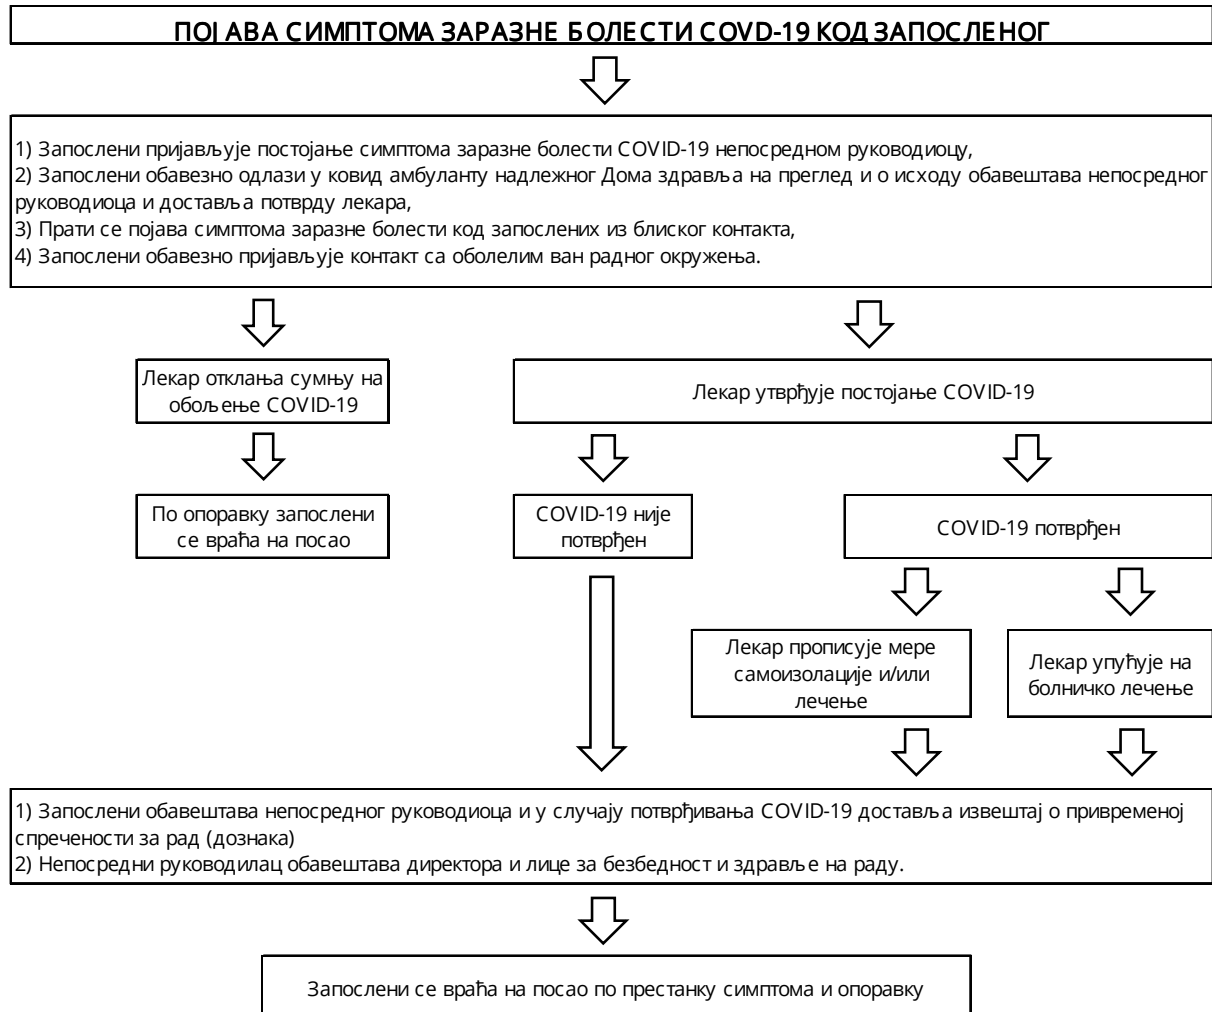 ПОЈАВА СИМПТОМА ЗАРАЗНЕ БОЛЕСТИ COVD-19 КОД ЗАПОСЛЕНОГ
1) Запослени пријављује постојање симптома заразне болести COVID-19 непосредном руководиоцу,
2) Запослени обавезно одлази у ковид амбуланту надлежног Дома здравља на преглед и о исходу обавештава непосредног
руководиоца и доставља потврду лекара,
3) Прати се појава симптома заразне болести код запослених из блиског контакта,
4) Запослени обавезно пријављује контакт са оболелим ван радног окружења.
Лекар отклања сумњу на
обољење COVID-19
Лекар утврђује постојање COVID-19
По опоравку запослени
се враћа на посао
COVID-19 није
потврђен
COVID-19 потврђен
Лекар прописује мере
самоизолације и/или
лечење
Лекар упућује на
болничко лечење
1) Запослени обавештава непосредног руководиоца и у случају потврђивања COVID-19 доставља извештај о привременој
спречености за рад (дознака)
2) Непосредни руководилац обавештава директора и лице за безбедност и здравље на раду.
Запослени се враћа на посао по престанку симптома и опоравку